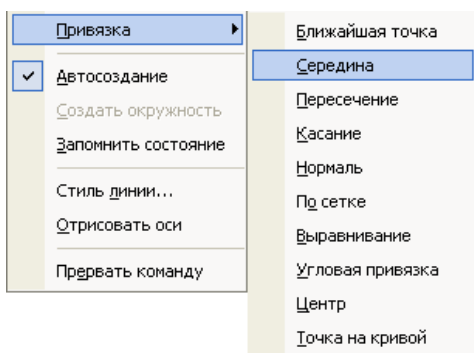 Привязка
Автосоздание
Создать окружность
Запомнить состояние
Стиль линии...
Отрисовать оси
Прервать команду
Ближайшая точка
Середина
Пересечение
Касание
Нормаль
По сетке
Выравнивание
Угловая привязка
Центр
Точка на кривой